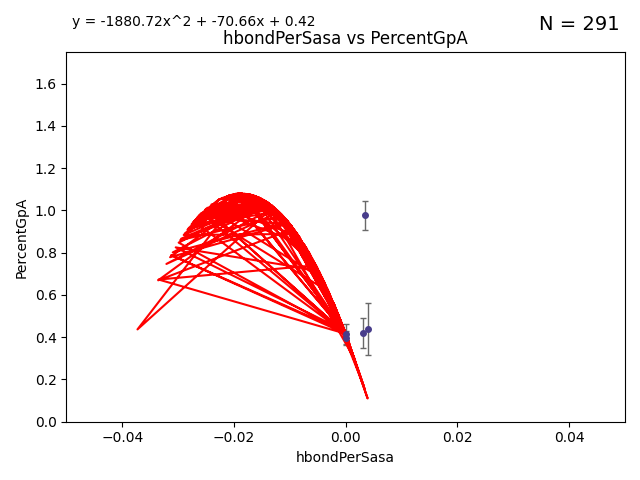 y = -1880.72x^2 + -70.66x + 0.42
N = 291
hbondPerSasa vs PercentGpA
1.6
1.4
1.2
1.0
0.8
0.6
0.4
0.2
0.0
PercentGpA
−0.04
−0.02
0.00
0.02
0.04
hbondPerSasa